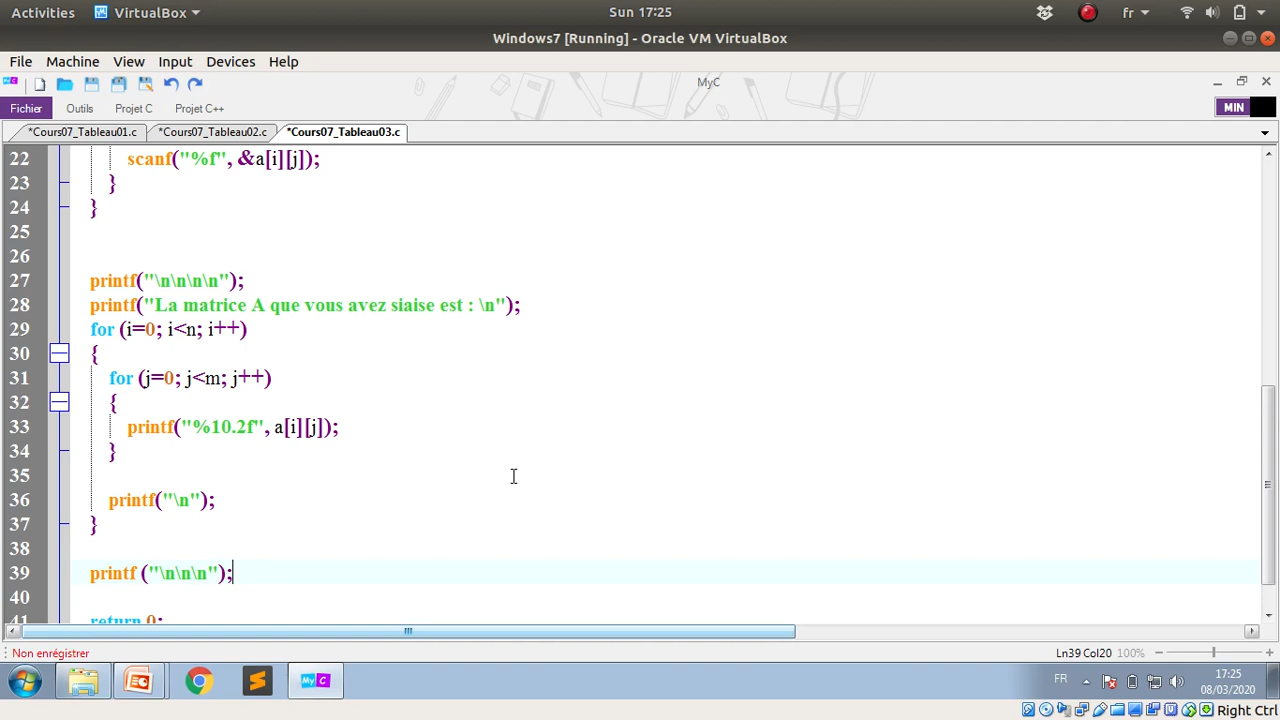 Activities VirtualBox Sun 17:25 fr
Windows7 [Running] - Oracle VM VirtualBox
File Machine View Input Devices Help
MyC
Fichier Outils Projet C Projet C++ MIN
*Cours07_Tableau01.c *Cours07_Tableau02.c *Cours07_Tableau03.c
22 scanf("%f", &a[i][j]);
23 }
24 }
25
26
27 printf("\n\n\n\n");
28 printf("La matrice A que vous avez siaise est : \n");
29 for (i=0; i<n; i++)
30 {
31 for (j=0; j<m; j++)
32 {
33 printf("%10.2f", a[i][j]);
34 }
35
36 printf("\n");
37 }
38
39 printf ("\n\n\n");
40
41 return 0;
Non enrégistrer Ln39 Col20 100%
MyC FR 17:25
08/03/2020
Right Ctrl